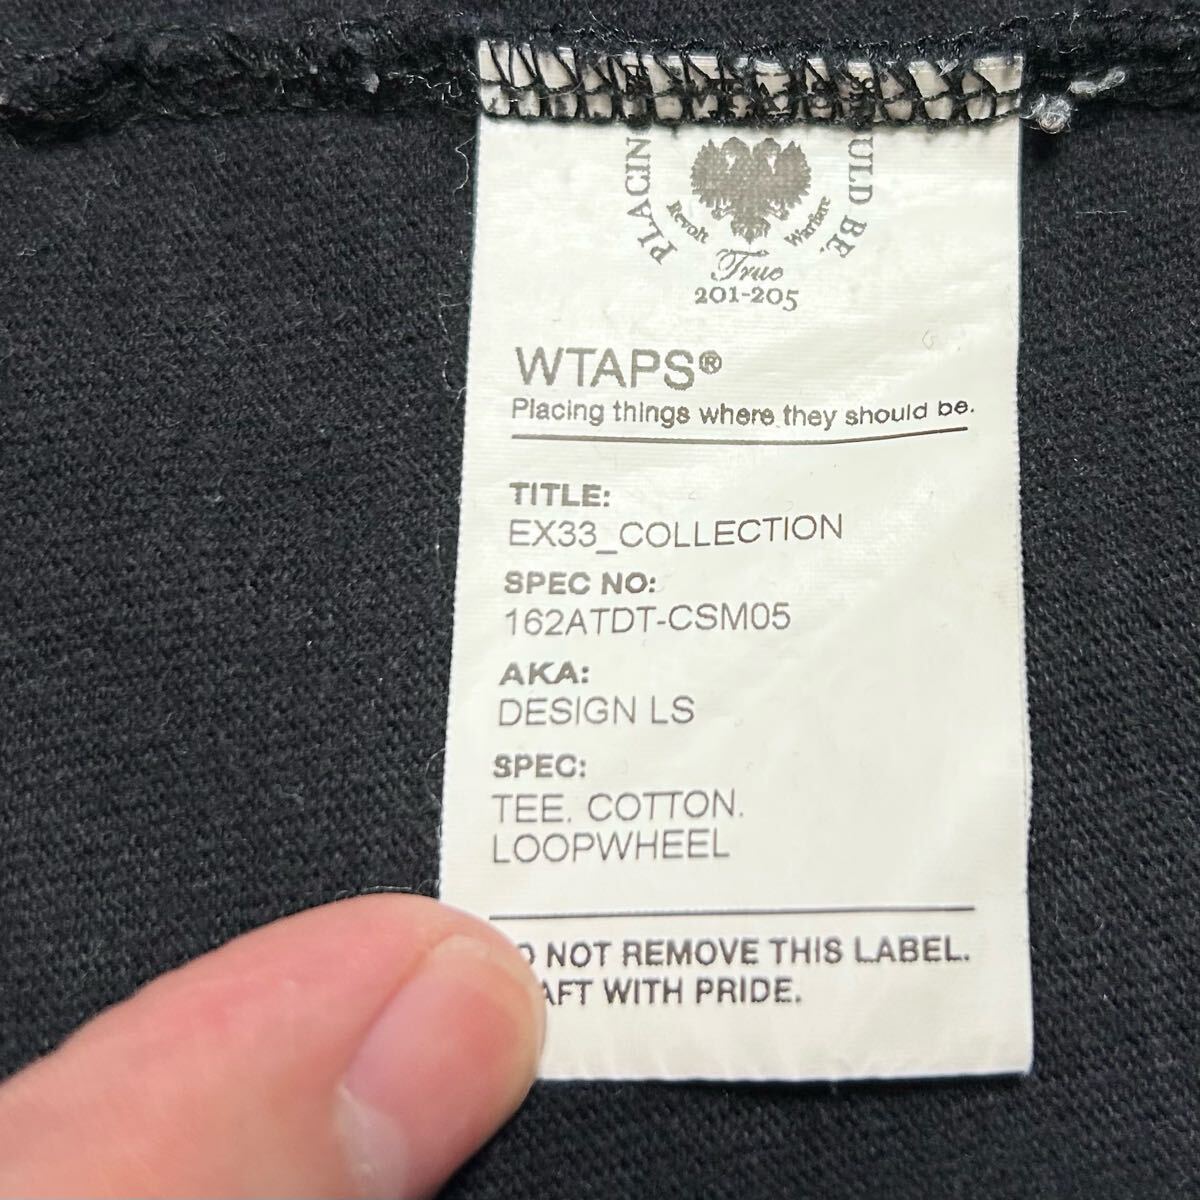 PLACING
ULD BE.
Revolt Warfare
True
201-205
WTAPS®
Placing things where they should be.
TITLE:
EX33_COLLECTION
SPEC NO:
162ATDT-CSM05
AKA:
DESIGN LS
SPEC:
TEE. COTTON.
LOOPWHEEL
O NOT REMOVE THIS LABEL.
AFT WITH PRIDE.